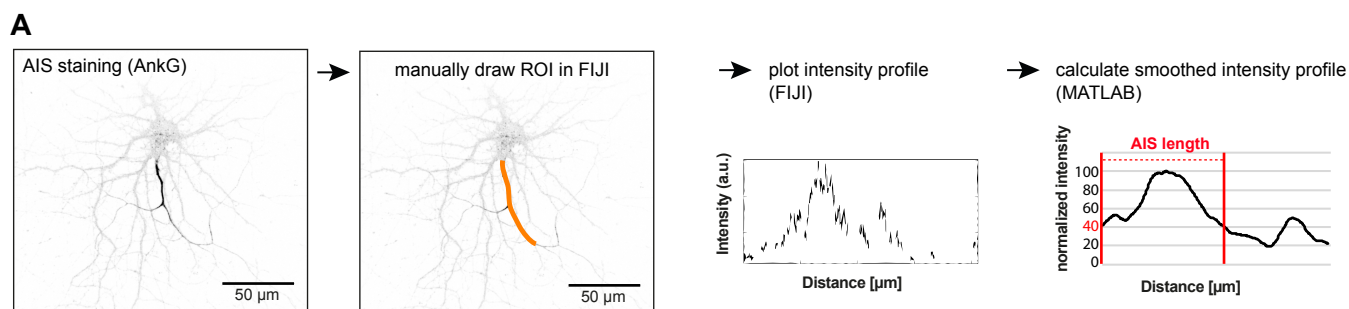 A
AIS staining (AnkG)
50 µm
manually draw ROI in FIJI
50 µm
plot intensity profile
(FIJI)
Intensity (a.u.)
Distance [µm]
calculate smoothed intensity profile
(MATLAB)
AIS length
normalized intensity
100
80
60
40
20
0
Distance [µm]